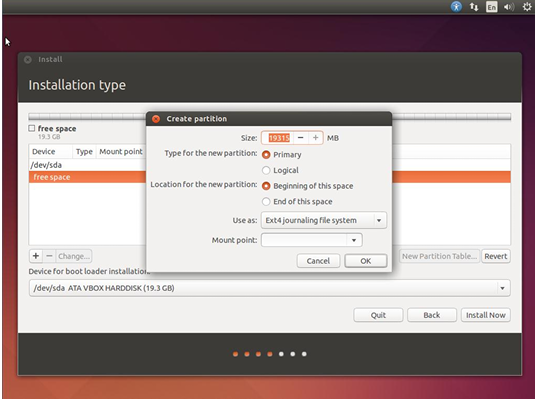 En
Install
Installation type
free space
19.3 GB
Device Type Mount point
/dev/sda
free space
+ − Change...
New Partition Table... Revert
Device for boot loader installation:
/dev/sda ATA VBOX HARDDISK (19.3 GB)
Quit Back Install Now
Create partition
Size: 19315 − + MB
Type for the new partition: Primary
Logical
Location for the new partition: Beginning of this space
End of this space
Use as: Ext4 journaling file system
Mount point:
Cancel OK